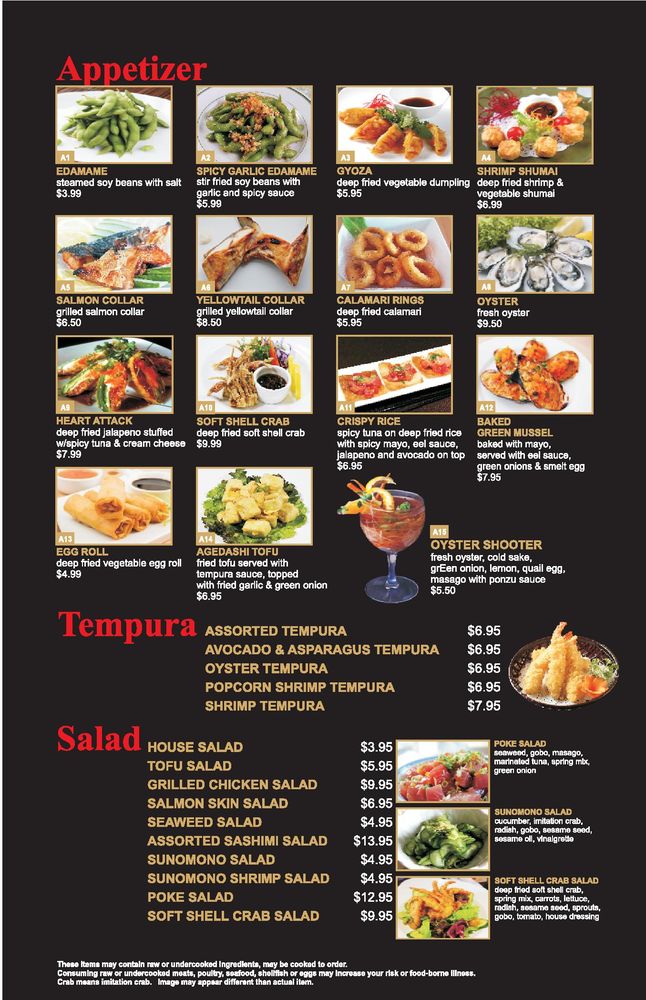 Appetizer
A1
EDAMAME
steamed soy beans with salt
$3.99
A2
SPICY GARLIC EDAMAME
stir fried soy beans with
garlic and spicy sauce
$5.99
A3
GYOZA
deep fried vegetable dumpling
$5.95
A4
SHRIMP SHUMAI
deep fried shrimp &
vegetable shumai
$6.99
A5
SALMON COLLAR
grilled salmon collar
$6.50
A6
YELLOWTAIL COLLAR
grilled yellowtail collar
$8.50
A7
CALAMARI RINGS
deep fried calamari
$5.95
A8
OYSTER
fresh oyster
$9.50
A9
HEART ATTACK
deep fried jalapeno stuffed
w/spicy tuna & cream cheese
$7.99
A10
SOFT SHELL CRAB
deep fried soft shell crab
$9.99
A11
CRISPY RICE
spicy tuna on deep fried rice
with spicy mayo, eel sauce,
jalapeno and avocado on top
$6.95
A12
BAKED
GREEN MUSSEL
baked with mayo,
served with eel sauce,
green onions & smelt egg
$7.95
A13
EGG ROLL
deep fried vegetable egg roll
$4.99
A14
AGEDASHI TOFU
fried tofu served with
tempura sauce, topped
with fried garlic & green onion
$6.95
A15
OYSTER SHOOTER
fresh oyster, cold sake,
grEen onion, lemon, quail egg,
masago with ponzu sauce
$5.50
Tempura
ASSORTED TEMPURA $6.95
AVOCADO & ASPARAGUS TEMPURA $6.95
OYSTER TEMPURA $6.95
POPCORN SHRIMP TEMPURA $6.95
SHRIMP TEMPURA $7.95
Salad
HOUSE SALAD $3.95
TOFU SALAD $5.95
GRILLED CHICKEN SALAD $9.95
SALMON SKIN SALAD $6.95
SEAWEED SALAD $4.95
ASSORTED SASHIMI SALAD $13.95
SUNOMONO SALAD $4.95
SUNOMONO SHRIMP SALAD $4.95
POKE SALAD $12.95
SOFT SHELL CRAB SALAD $9.95
POKE SALAD
seaweed, gobo, masago,
marinated tuna, spring mix,
green onion
SUNOMONO SALAD
cucumber, imitation crab,
radish, gobo, sesame seed,
sesame oil, vinaigrette
SOFT SHELL CRAB SALAD
deep fried soft shell crab,
spring mix, carrots, lettuce,
radish, sesame seed, sprouts,
gobo, tomato, house dressing
These items may contain raw or undercooked ingredients, may be cooked to order.
Consuming raw or undercooked meats, poultry, seafood, shellfish or eggs may increase your risk or food-borne illness.
Crab means imitation crab. Image may appear different than actual item.